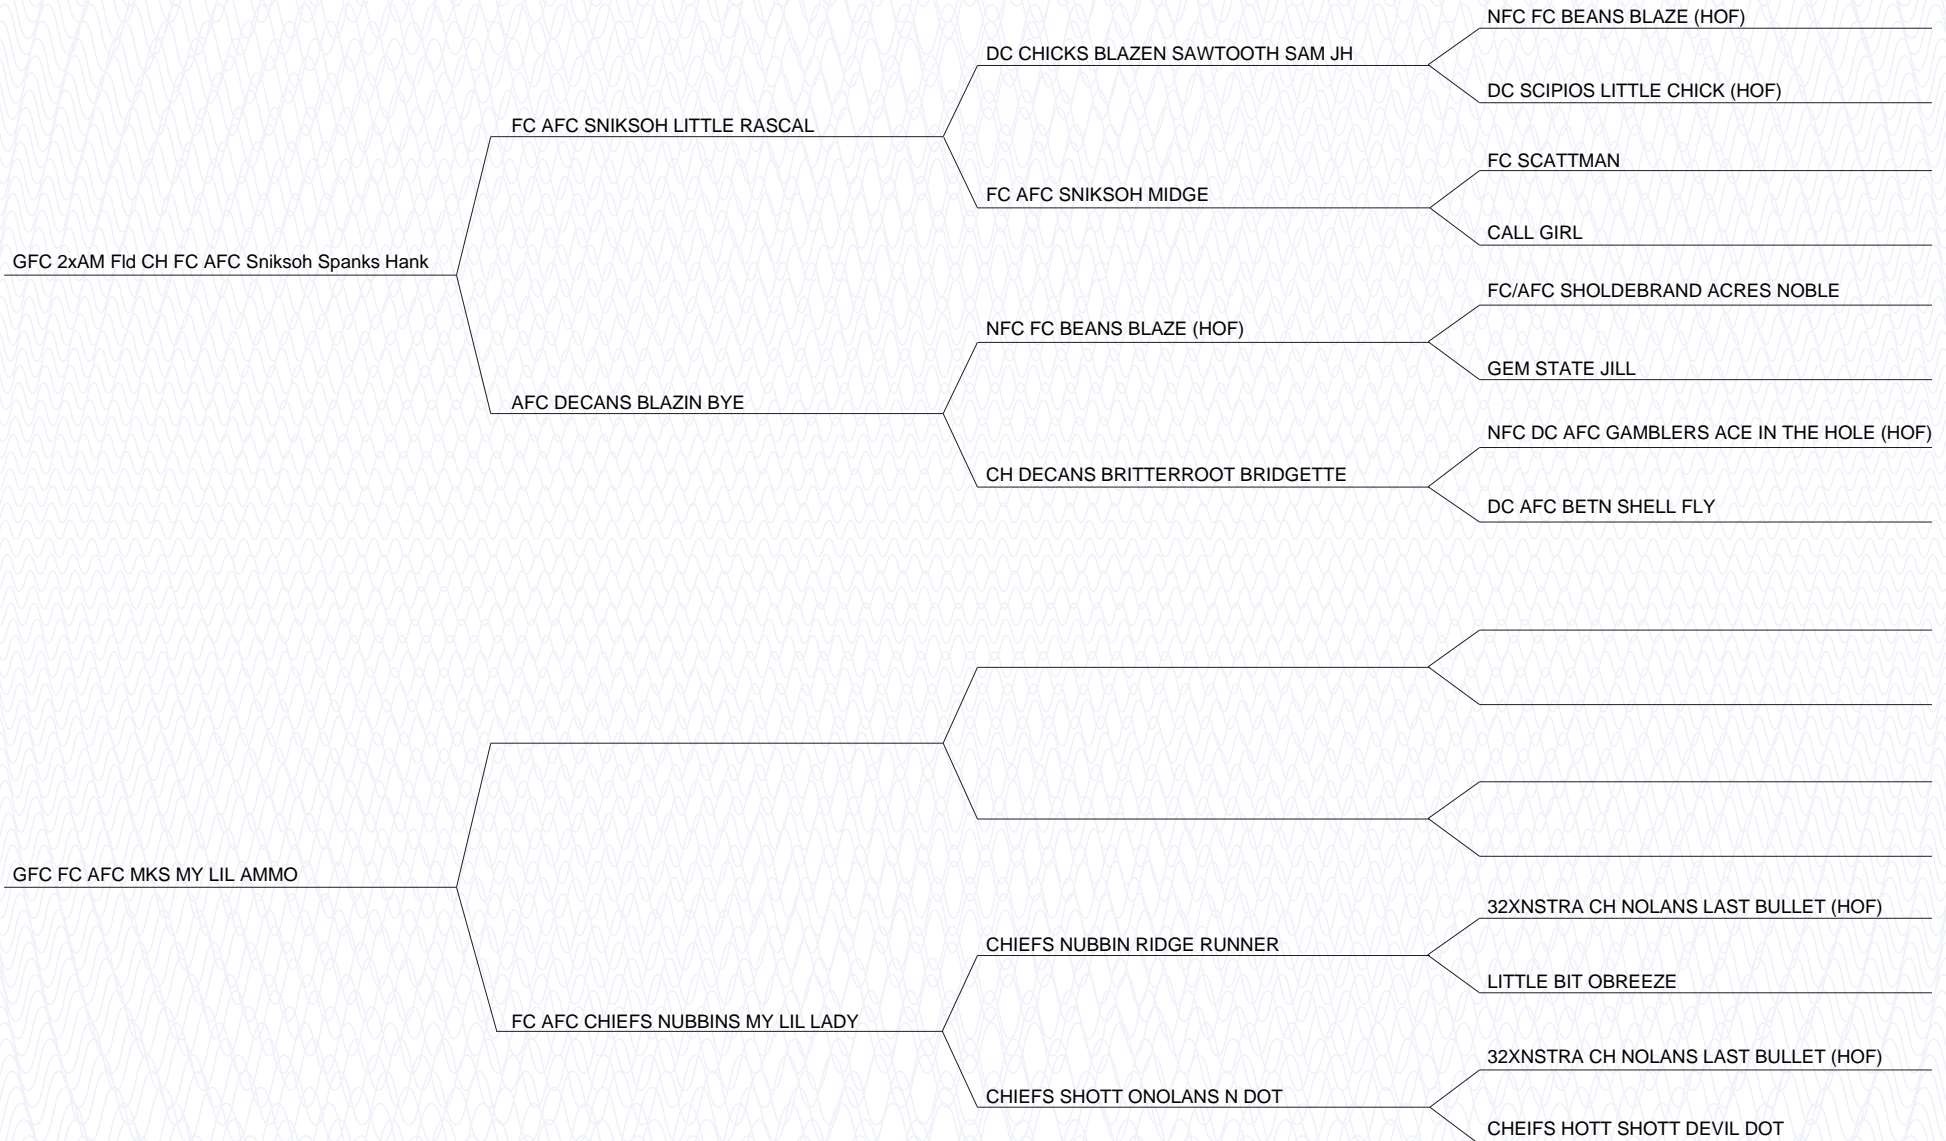 NFC FC BEANS BLAZE (HOF)
DC CHICKS BLAZEN SAWTOOTH SAM JH
DC SCIPIOS LITTLE CHICK (HOF)
FC AFC SNIKSOH LITTLE RASCAL
FC SCATTMAN
FC AFC SNIKSOH MIDGE
CALL GIRL
GFC 2xAM Fld CH FC AFC Sniksoh Spanks Hank
FC/AFC SHOLDEBRAND ACRES NOBLE
NFC FC BEANS BLAZE (HOF)
GEM STATE JILL
AFC DECANS BLAZIN BYE
NFC DC AFC GAMBLERS ACE IN THE HOLE (HOF)
CH DECANS BRITTERROOT BRIDGETTE
DC AFC BETN SHELL FLY
GFC FC AFC MKS MY LIL AMMO
32XNSTRA CH NOLANS LAST BULLET (HOF)
CHIEFS NUBBIN RIDGE RUNNER
LITTLE BIT OBREEZE
FC AFC CHIEFS NUBBINS MY LIL LADY
32XNSTRA CH NOLANS LAST BULLET (HOF)
CHIEFS SHOTT ONOLANS N DOT
CHEIFS HOTT SHOTT DEVIL DOT